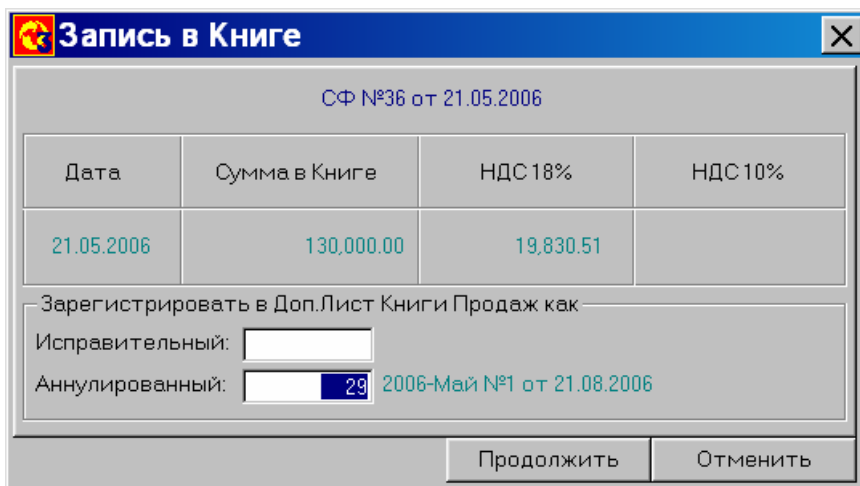 Запись в Книге
СФ №36 от 21.05.2006
Дата Сумма в Книге НДС 18% НДС 10%
21.05.2006 130,000.00 19,830.51
Зарегистрировать в Доп.Лист Книги Продаж как
Исправительный:
Аннулированный: 29 2006-Май №1 от 21.08.2006
Продолжить Отменить